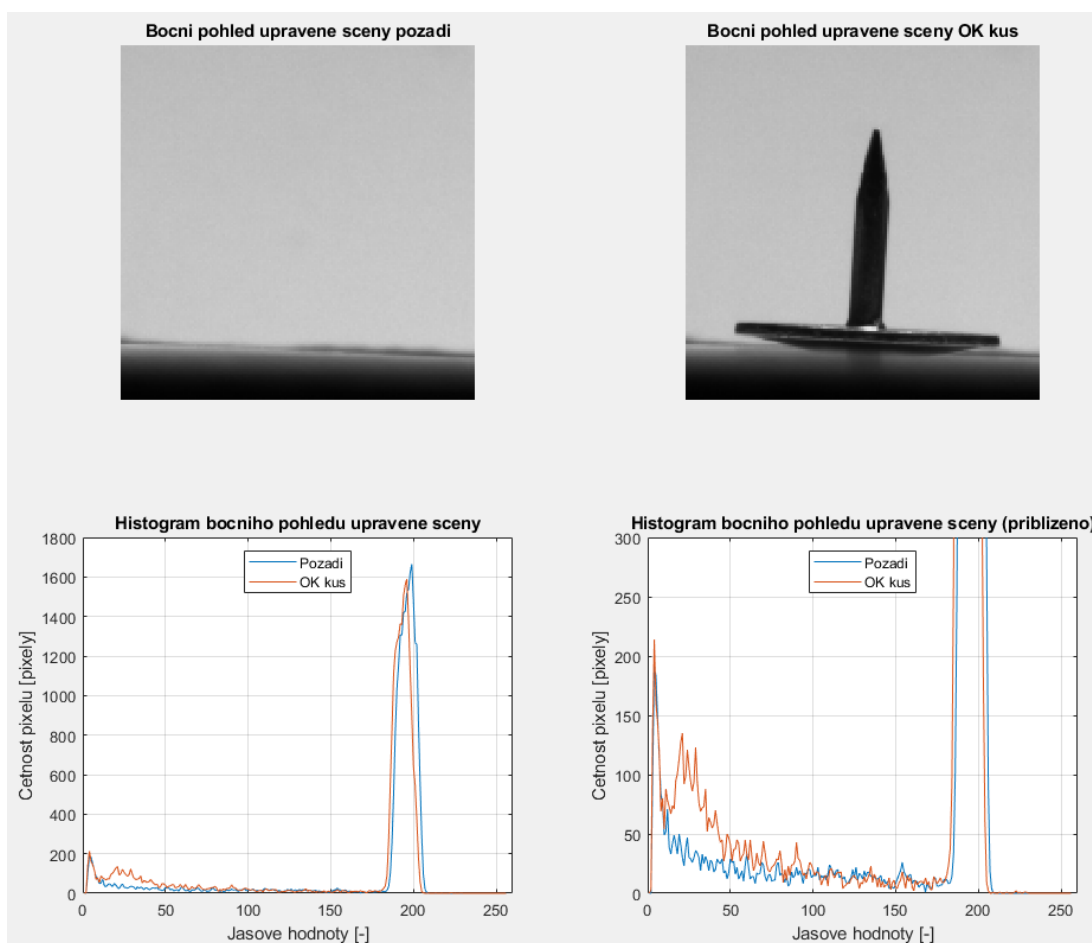 Bocni pohled upravene sceny pozadi
Bocni pohled upravene sceny OK kus
Histogram bocniho pohledu upravene sceny
1800
1600
1400
1200
1000
800
600
400
200
0
Cetnost pixelu [pixely]
Pozadi
OK kus
0 50 100 150 200 250
Jasove hodnoty [-]
Histogram bocniho pohledu upravene sceny (priblizeno)
300
250
200
150
100
50
0
Cetnost pixelu [pixely]
Pozadi
OK kus
0 50 100 150 200 250
Jasove hodnoty [-]